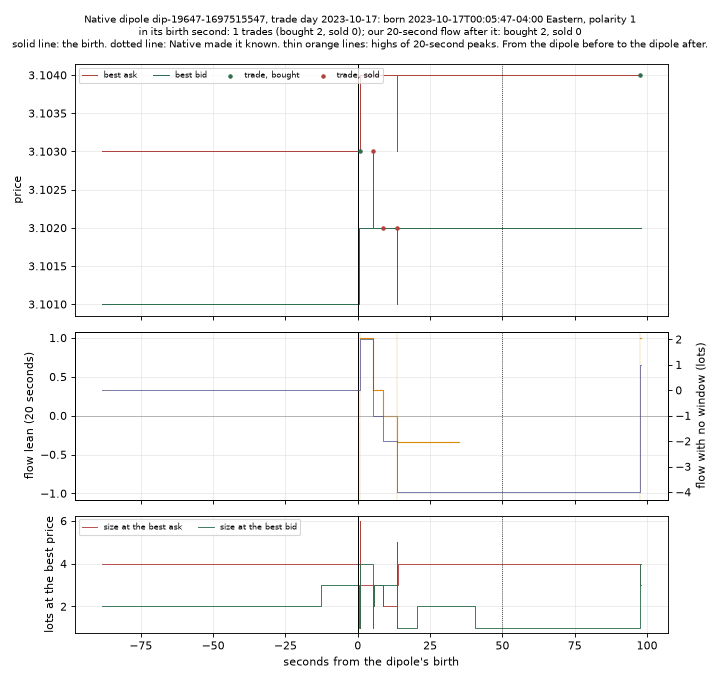 Native dipole dip-19647-1697515547, trade day 2023-10-17: born 2023-10-17T00:05:47-04:00 Eastern, polarity 1
in its birth second: 1 trades (bought 2, sold 0); our 20-second flow after it: bought 2, sold 0
solid line: the birth. dotted line: Native made it known. thin orange lines: highs of 20-second peaks. From the dipole before to the dipole after.
best ask best bid trade, bought trade, sold
3.1040
3.1035
3.1030
3.1025
3.1020
3.1015
3.1010
price
1.0
0.5
0.0
−0.5
−1.0
flow lean (20 seconds)
2
1
0
−1
−2
−3
−4
flow with no window (lots)
size at the best ask size at the best bid
6
4
2
lots at the best price
−75 −50 −25 0 25 50 75 100
seconds from the dipole's birth